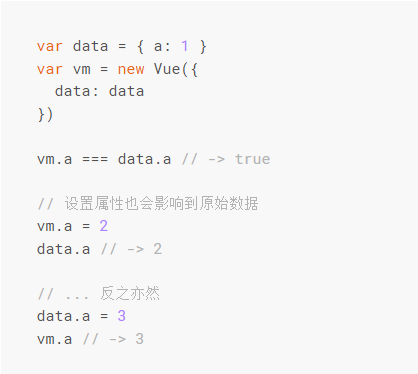 var data = { a: 1 }
var vm = new Vue({
  data: data
})
vm.a === data.a // -> true
// 设置属性也会影响到原始数据
vm.a = 2
data.a // -> 2
// ... 反之亦然
data.a = 3
vm.a // -> 3